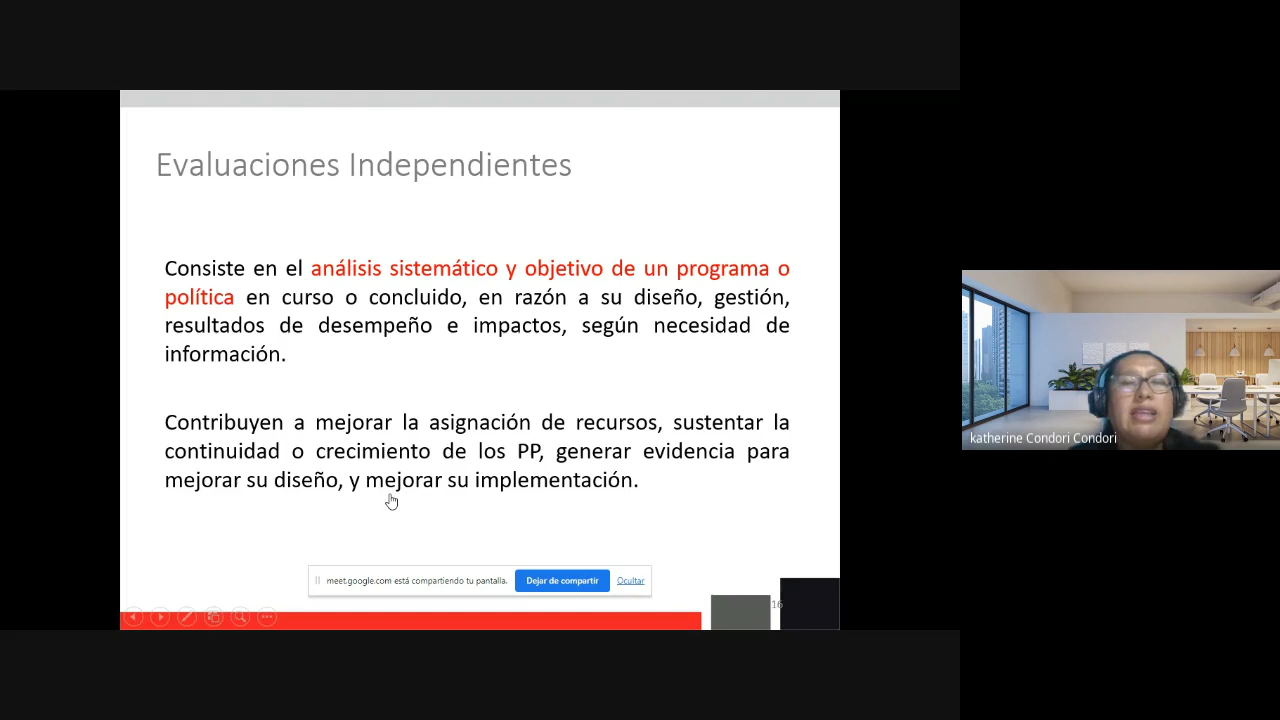 Evaluaciones Independientes
Consiste en el análisis sistemático y objetivo de un programa o
política en curso o concluido, en razón a su diseño, gestión,
resultados de desempeño e impactos, según necesidad de
información.
Contribuyen a mejorar la asignación de recursos, sustentar la
continuidad o crecimiento de los PP, generar evidencia para
mejorar su diseño, y mejorar su implementación.
meet.google.com está compartiendo tu pantalla. Dejar de compartir Ocultar
16
katherine Condori Condori